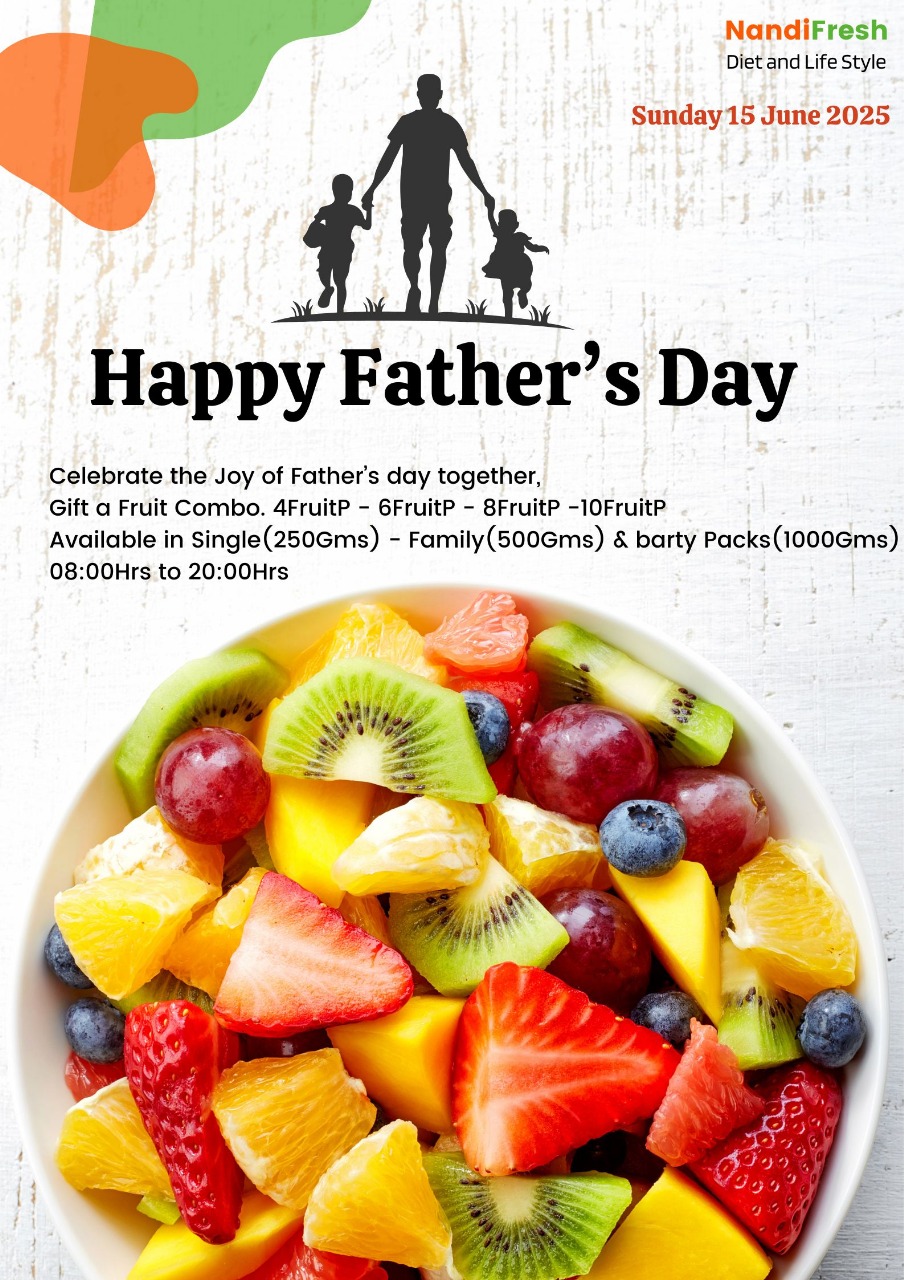 NandiFresh
Diet and Life Style
Sunday 15 June 2025
Happy Father's Day
Celebrate the Joy of Father's day together,
Gift a Fruit Combo. 4FruitP - 6FruitP - 8FruitP -10FruitP
Available in Single(250Gms) - Family(500Gms) & barty Packs(1000Gms)
08:00Hrs to 20:00Hrs